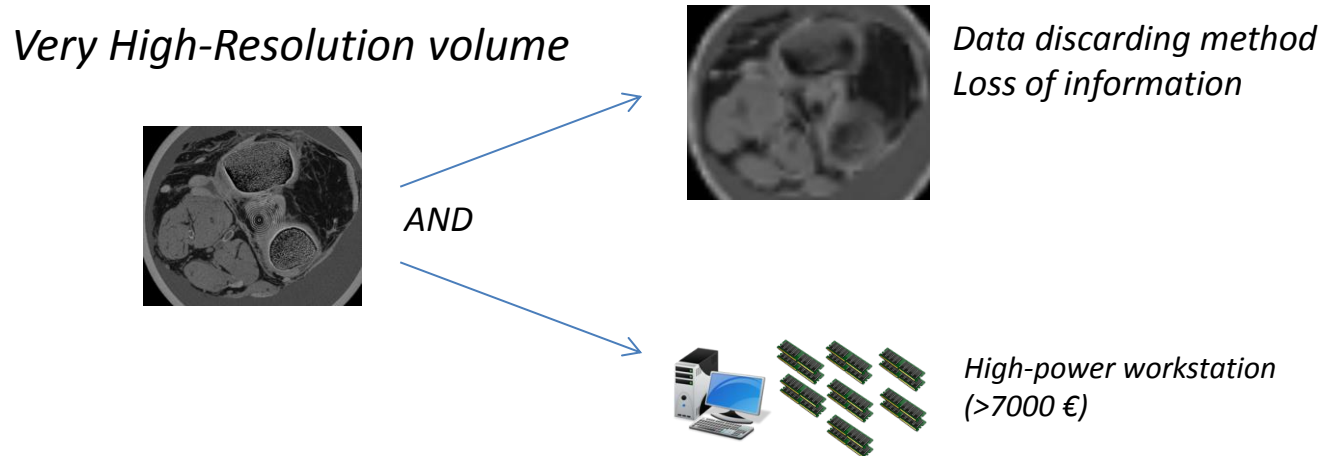 Very High-Resolution volume
Data discarding method
Loss of information
AND
High-power workstation
(>7000 €)